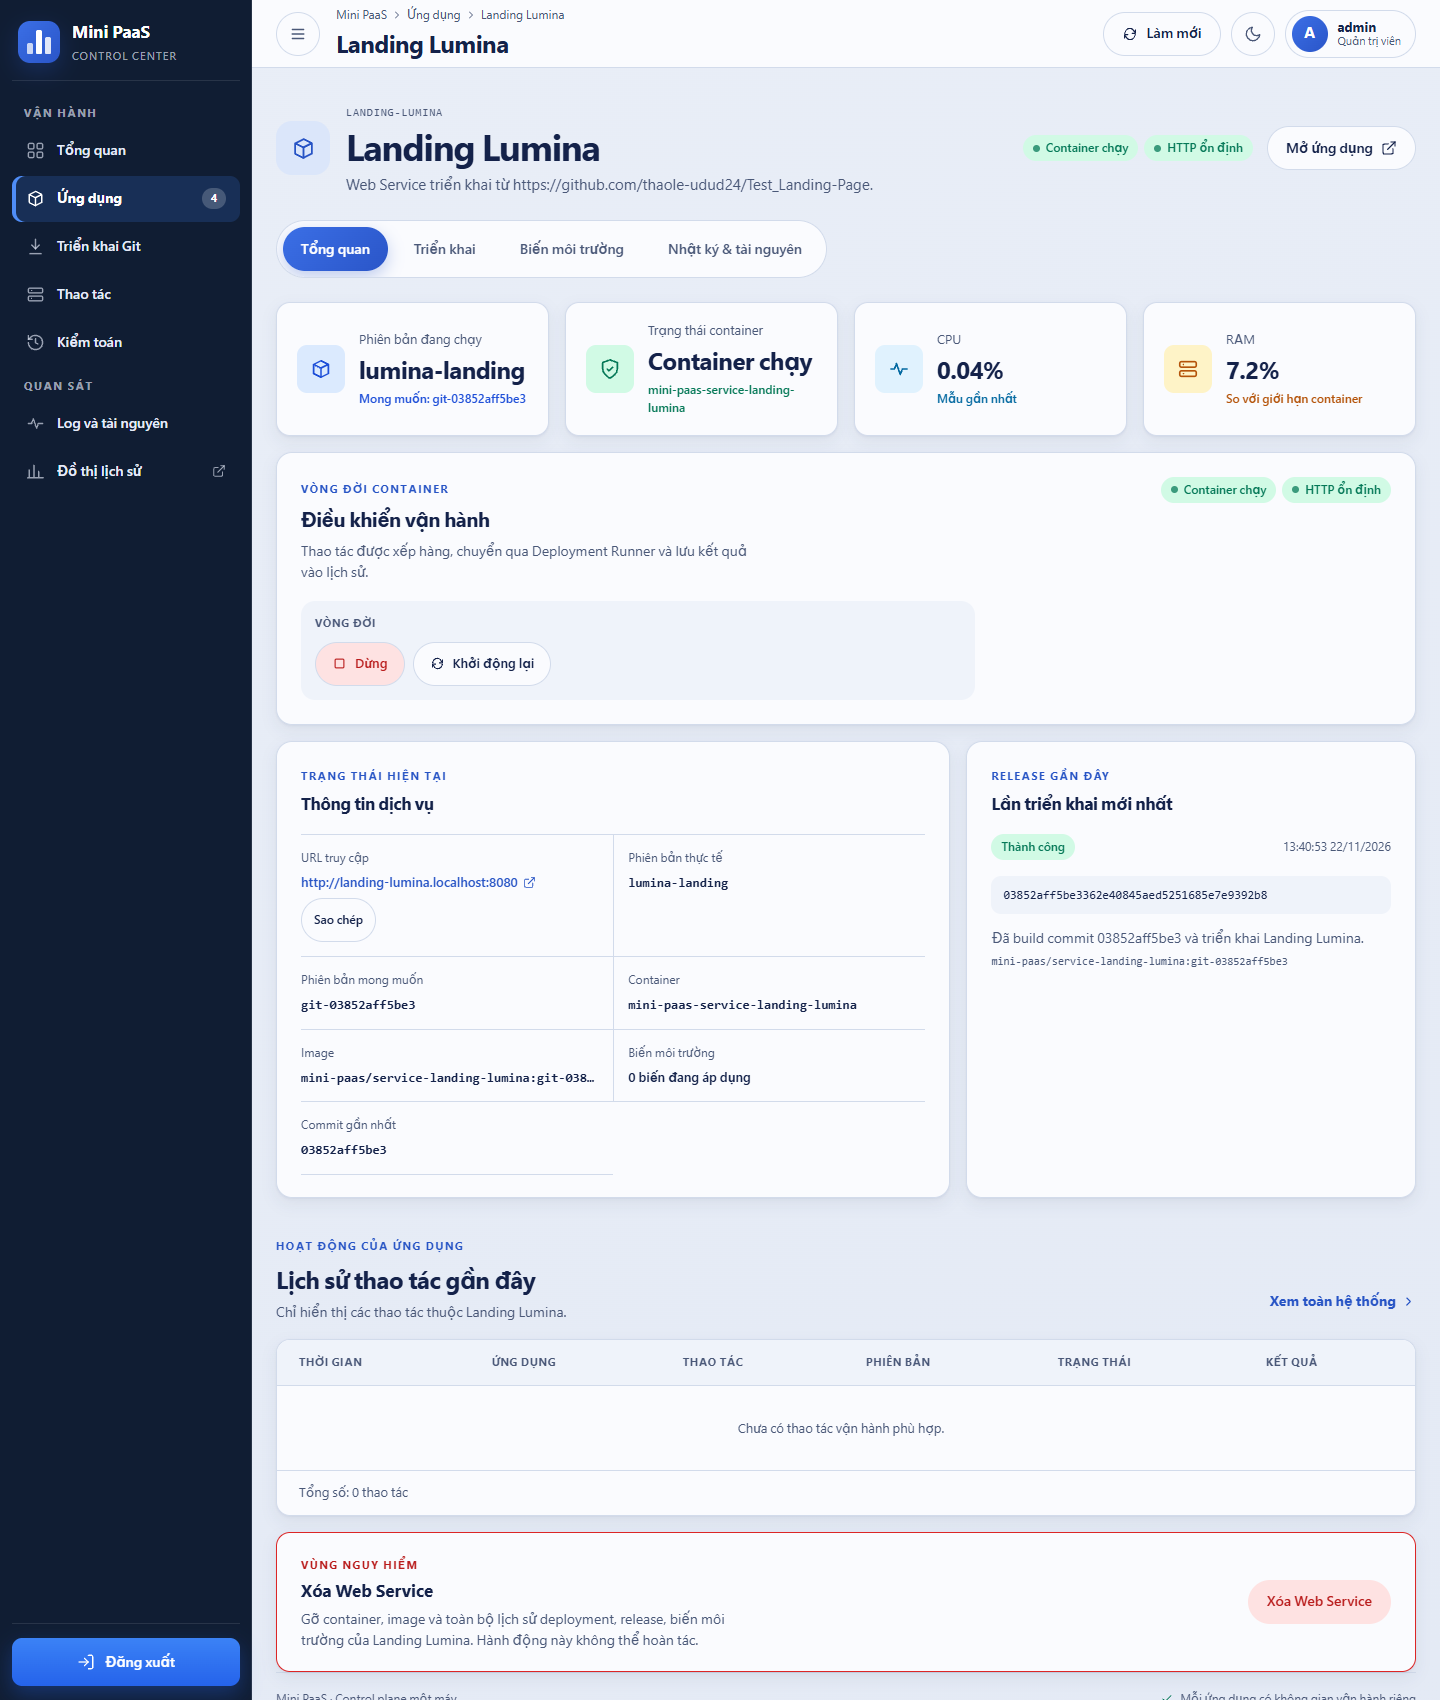 Mini PaaS
CONTROL CENTER
VẬN HÀNH
Tổng quan
Ứng dụng
4
Triển khai Git
Thao tác
Kiểm toán
QUAN SÁT
Log và tài nguyên
Đồ thị lịch sử
Đăng xuất
Mini PaaS > Ứng dụng > Landing Lumina
Landing Lumina
Làm mới
A
admin
Quản trị viên
LANDING-LUMINA
Landing Lumina
Web Service triển khai từ https://github.com/thaole-udud24/Test_Landing-Page.
Container chạy
HTTP ổn định
Mở ứng dụng
Tổng quan
Triển khai
Biến môi trường
Nhật ký & tài nguyên
Phiên bản đang chạy
lumina-landing
Mong muốn: git-03852aff5be3
Trạng thái container
Container chạy
mini-paas-service-landing-
lumina
CPU
0.04%
Mẫu gần nhất
RAM
7.2%
So với giới hạn container
VÒNG ĐỜI CONTAINER
Container chạy
HTTP ổn định
Điều khiển vận hành
Thao tác được xếp hàng, chuyển qua Deployment Runner và lưu kết quả
vào lịch sử.
VÒNG ĐỜI
Dừng
Khởi động lại
TRẠNG THÁI HIỆN TẠI
Thông tin dịch vụ
URL truy cập
http://landing-lumina.localhost:8080
Sao chép
Phiên bản thực tế
lumina-landing
Phiên bản mong muốn
git-03852aff5be3
Container
mini-paas-service-landing-lumina
Image
mini-paas/service-landing-lumina:git-038…
Biến môi trường
0 biến đang áp dụng
Commit gần nhất
03852aff5be3
RELEASE GẦN ĐÂY
Lần triển khai mới nhất
Thành công
13:40:53 22/11/2026
03852aff5be3362e40845aed5251685e7e9392b8
Đã build commit 03852aff5be3 và triển khai Landing Lumina.
mini-paas/service-landing-lumina:git-03852aff5be3
HOẠT ĐỘNG CỦA ỨNG DỤNG
Lịch sử thao tác gần đây
Chỉ hiển thị các thao tác thuộc Landing Lumina.
Xem toàn hệ thống
THỜI GIAN
ỨNG DỤNG
THAO TÁC
PHIÊN BẢN
TRẠNG THÁI
KẾT QUẢ
Chưa có thao tác vận hành phù hợp.
Tổng số: 0 thao tác
VÙNG NGUY HIỂM
Xóa Web Service
Gỡ container, image và toàn bộ lịch sử deployment, release, biến môi
trường của Landing Lumina. Hành động này không thể hoàn tác.
Xóa Web Service
Mini PaaS · Control plane một máy
Mỗi ứng dụng có không gian vận hành riêng